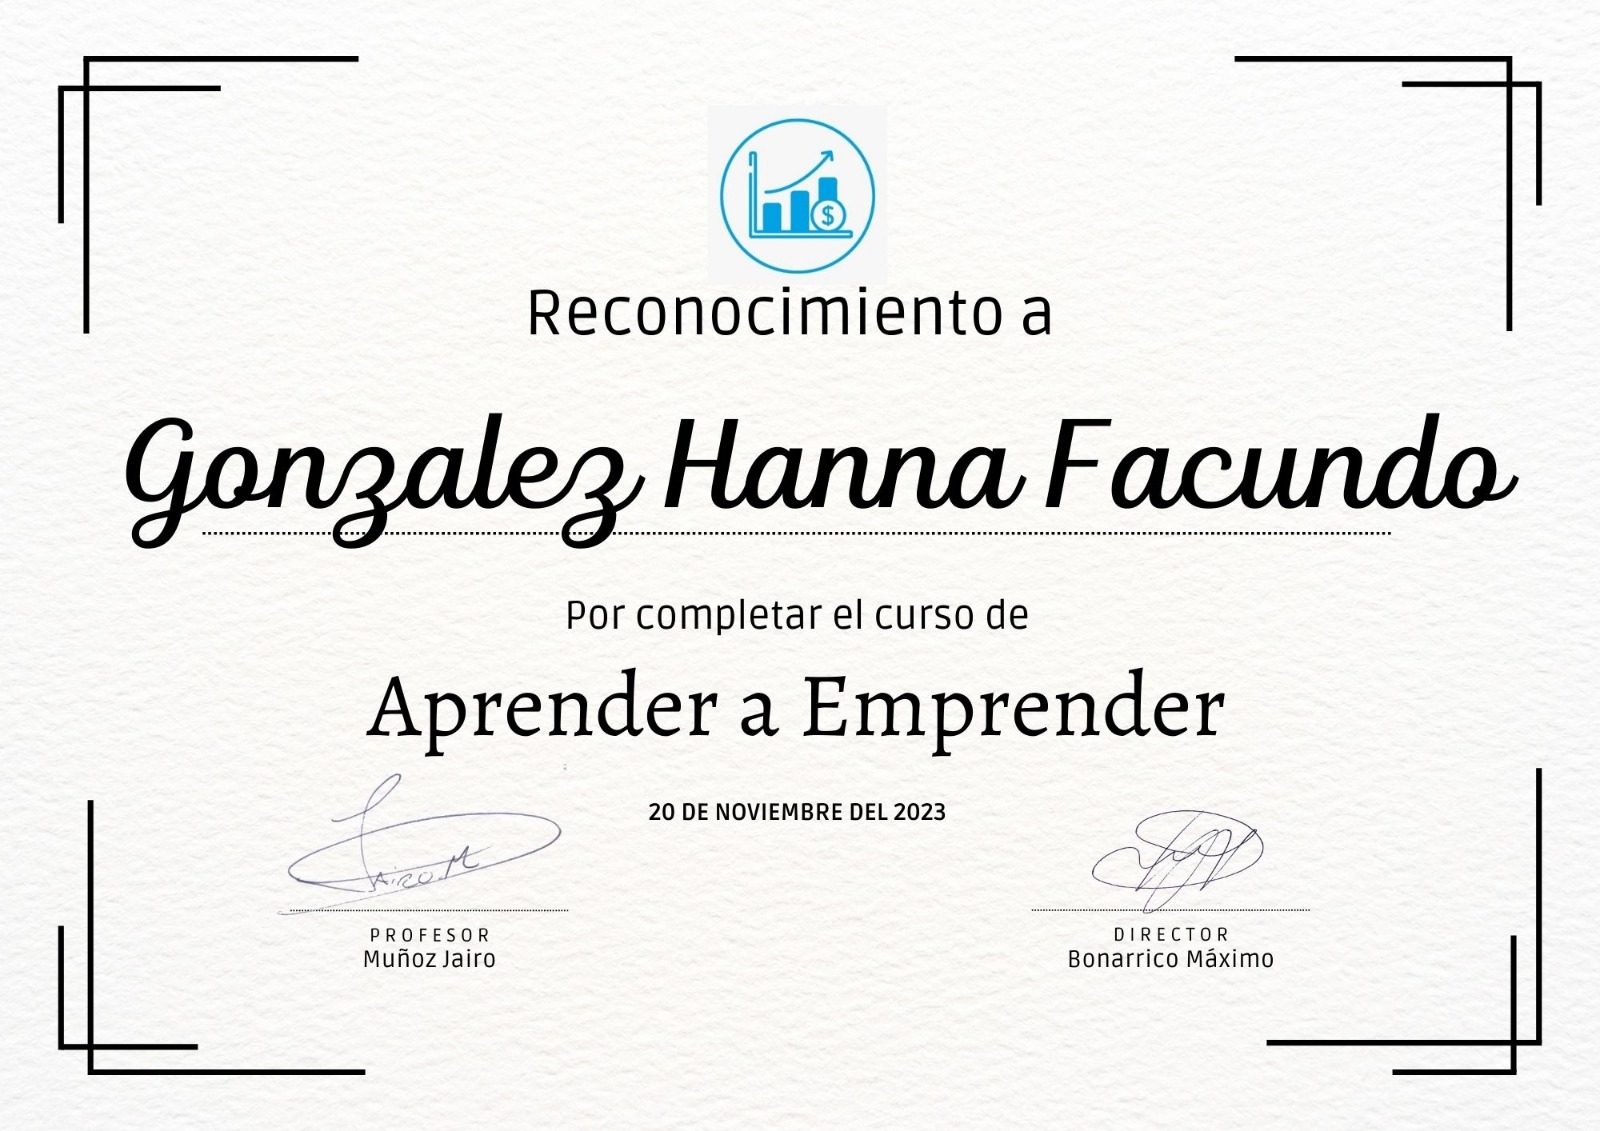 $
Reconocimiento a
Gonzalez Hanna Facundo
Por completar el curso de
Aprender a Emprender
20 DE NOVIEMBRE DEL 2023
Jairo.M
PROFESOR
Muñoz Jairo
DIRECTOR
Bonarrico Máximo